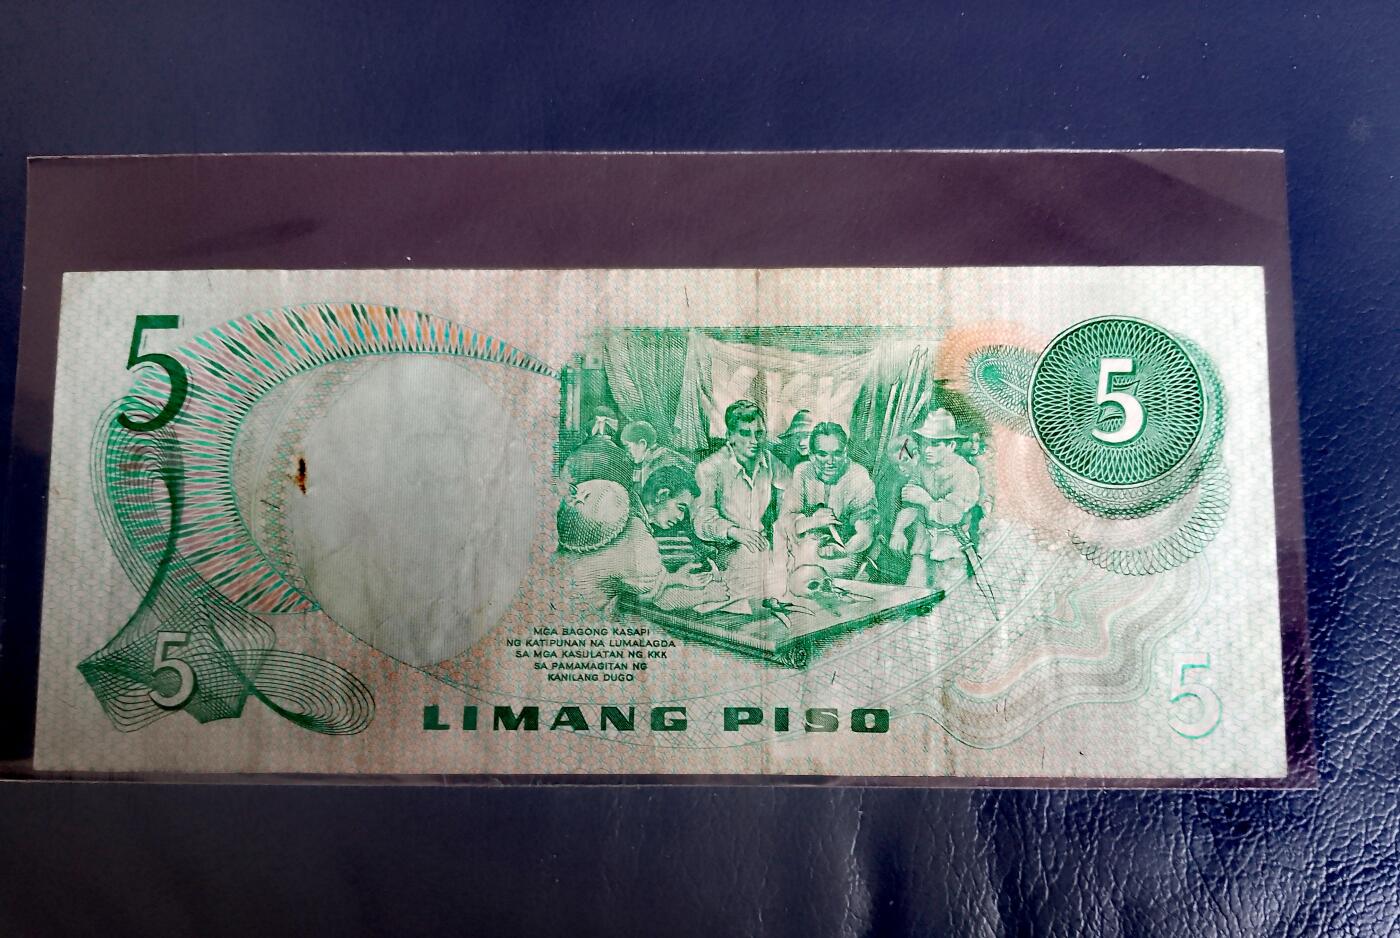 5
KKK
5
MGA BAGONG KASAPI
NG KATIPUNAN NA LUMALAGDA
SA MGA KASULATAN NG KKK
SA PAMAMAGITAN NG
KANILANG DUGO
5
5
LIMANG PISO